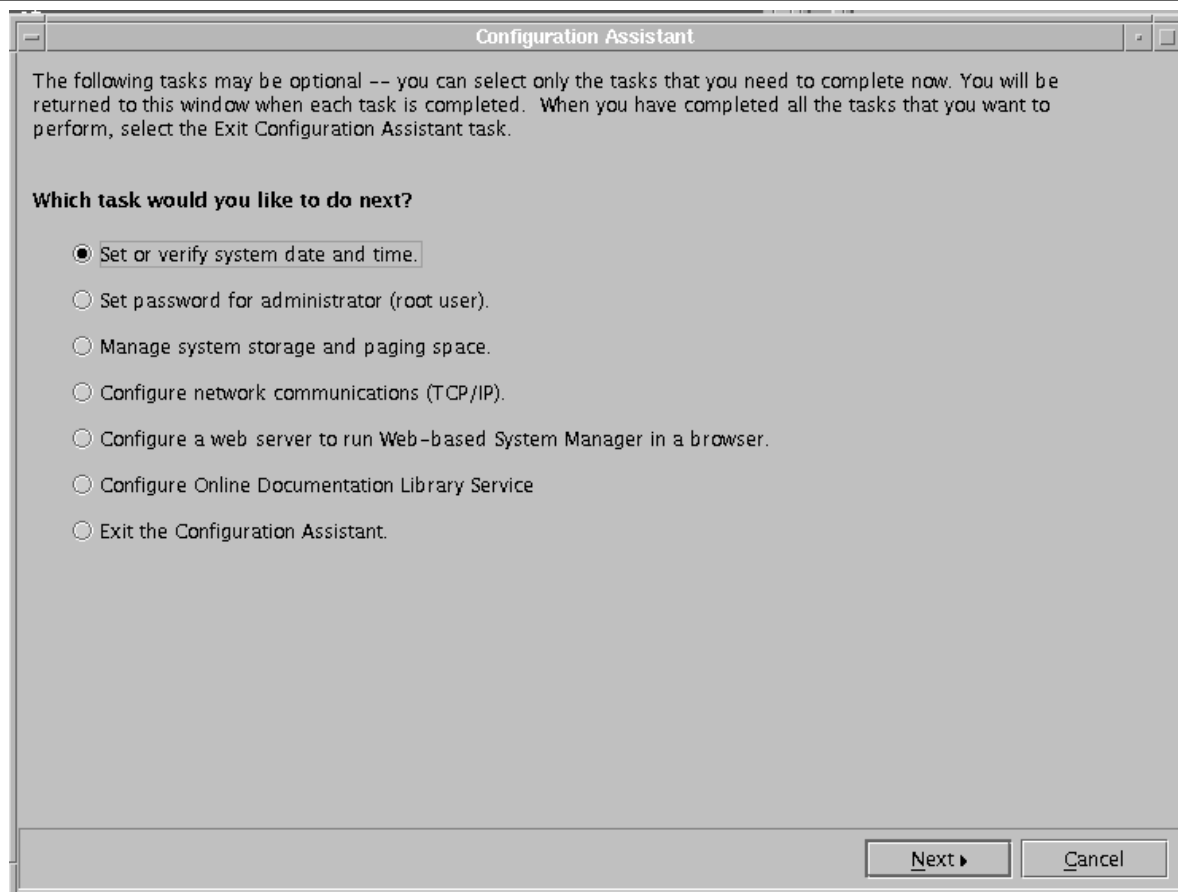 Configuration Assistant
The following tasks may be optional -- you can select only the tasks that you need to complete now. You will be
returned to this window when each task is completed. When you have completed all the tasks that you want to
perform, select the Exit Configuration Assistant task.
Which task would you like to do next?
Set or verify system date and time.
Set password for administrator (root user).
Manage system storage and paging space.
Configure network communications (TCP/IP).
Configure a web server to run Web-based System Manager in a browser.
Configure Online Documentation Library Service
Exit the Configuration Assistant.
Next
Cancel